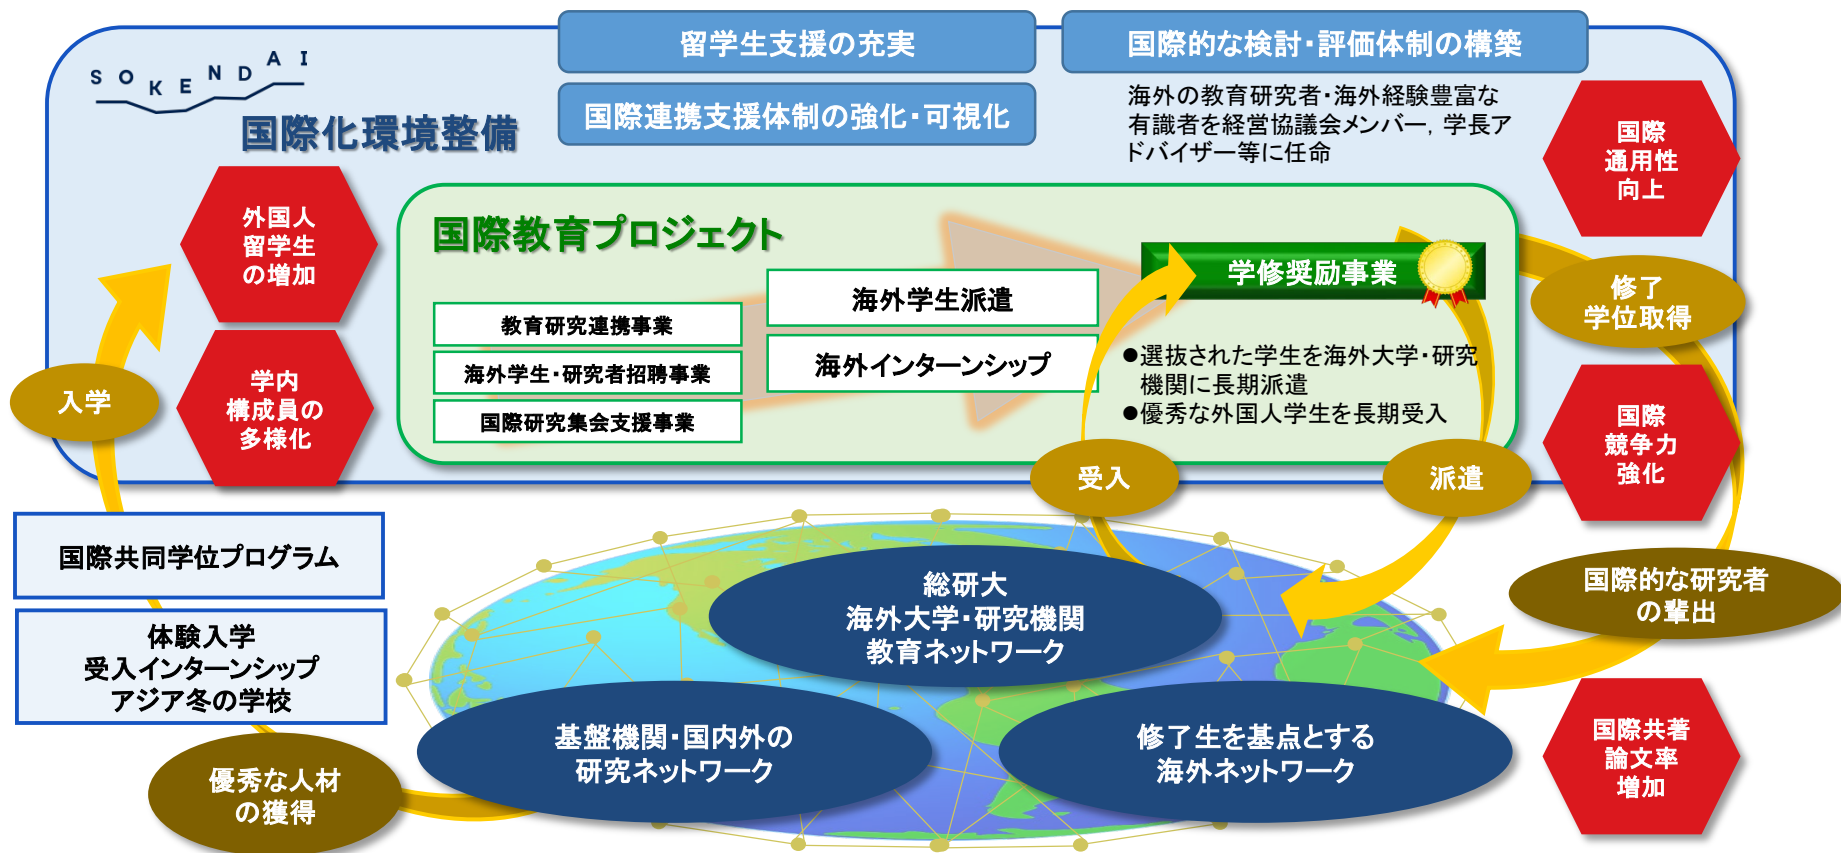 SOKENDAI
国際化環境整備
留学生支援の充実
国際連携支援体制の強化・可視化
国際的な検討・評価体制の構築
海外の教育研究者・海外経験豊富な
有識者を経営協議会メンバー，学長ア
ドバイザー等に任命
外国人
留学生
の増加
学内
構成員の
多様化
国際
通用性
向上
国際教育プロジェクト
教育研究連携事業
海外学生・研究者招聘事業
国際研究集会支援事業
海外学生派遣
海外インターンシップ
学修奨励事業
●選抜された学生を海外大学・研究
機関に長期派遣
●優秀な外国人学生を長期受入
修了
学位取得
入学
受入
派遣
国際
競争力
強化
国際共同学位プログラム
体験入学
受入インターンシップ
アジア冬の学校
優秀な人材
の獲得
総研大
海外大学・研究機関
教育ネットワーク
基盤機関・国内外の
研究ネットワーク
修了生を基点とする
海外ネットワーク
国際的な研究者
の輩出
国際共著
論文率
増加